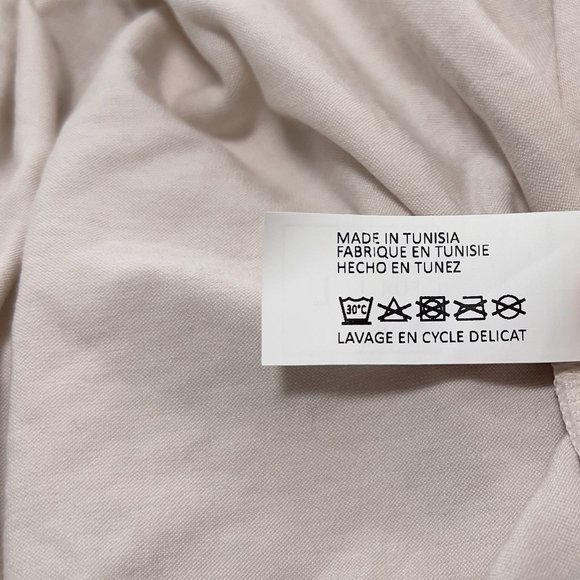 MADE IN TUNISIA
FABRIQUE EN TUNISIE
HECHO EN TUNEZ
30°C
LAVAGE EN CYCLE DELICAT